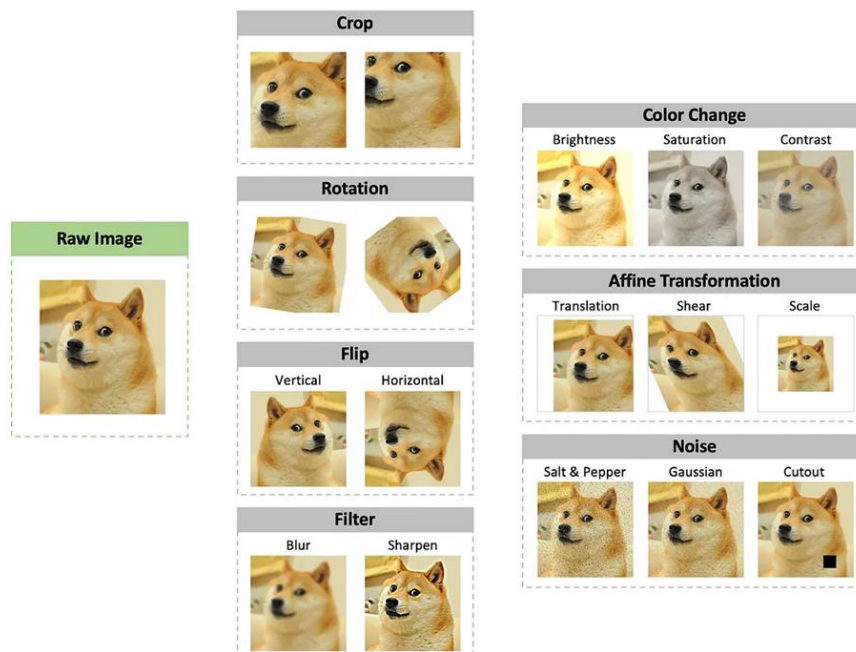 Raw Image
Crop
Rotation
Flip
Vertical Horizontal
Filter
Blur Sharpen
Color Change
Brightness Saturation Contrast
Affine Transformation
Translation Shear Scale
Noise
Salt & Pepper Gaussian Cutout